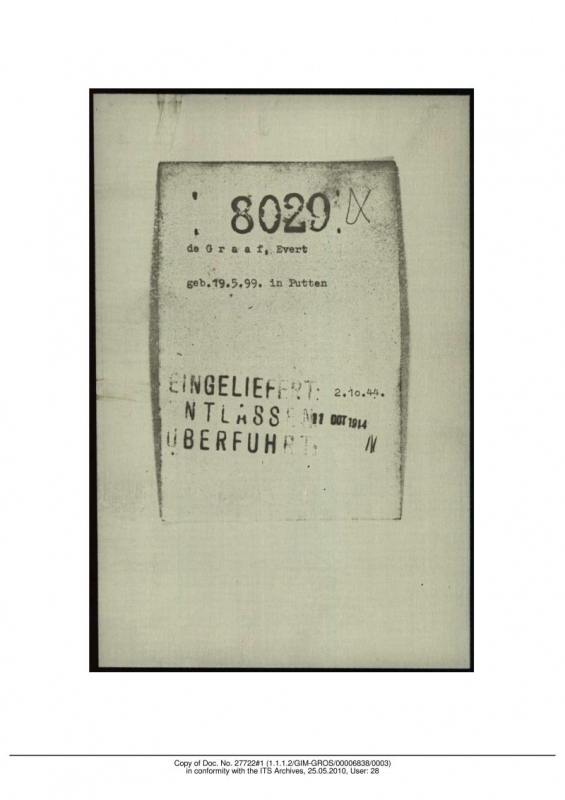 8029.
de G r a a f, Evert
geb.19.5.99. in Putten
EINGELIEFERT: 2.10.44.
ENTLASSEN 11 OCT 1944
ÜBERFUHRT: N
Copy of Doc. No. 27722#1 (1.1.1.2/GIM-GROS/00006838/0003)
in conformity with the ITS Archives, 25.05.2010, User: 28